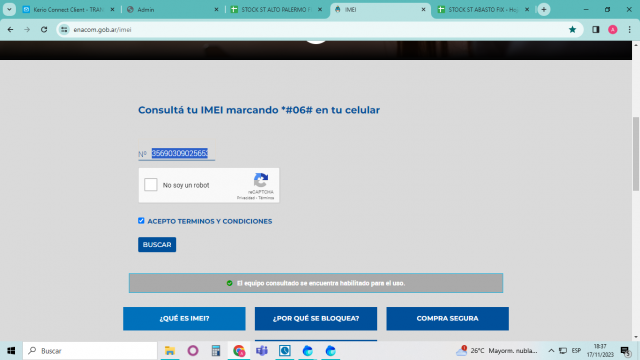 Kerio Connect Client - TRAN
Admin
STOCK ST ALTO PALERMO F
IMEI
STOCK ST ABASTO FIX - Ho
enacom.gob.ar/imei
A
Consultá tu IMEI marcando *#06# en tu celular
Nº
No soy un robot
reCAPTCHA
Privacidad - Términos
ACEPTO TERMINOS Y CONDICIONES
BUSCAR
El equipo consultado se encuentra habilitado para el uso.
¿QUÉ ES IMEI?
¿POR QUÉ SE BLOQUEA?
COMPRA SEGURA
Buscar
26°C Mayorm. nubla...
ESP
18:37
17/11/2023